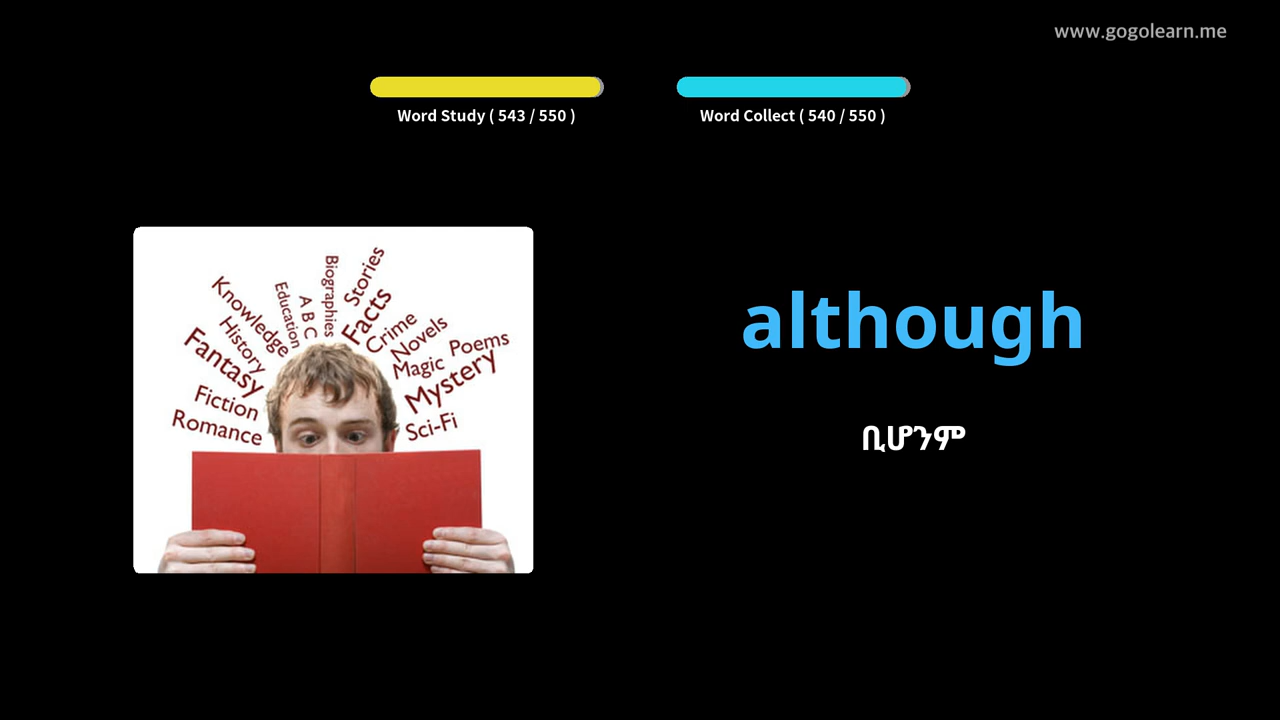 www.gogolearn.me
Word Study ( 543 / 550 )
Word Collect ( 540 / 550 )
Knowledge
History
Fantasy
Fiction
Romance
Education
A B C
Biographies
Stories
Facts
Crime
Novels
Magic
Poems
Mystery
Sci-Fi
although
ቢሆንም